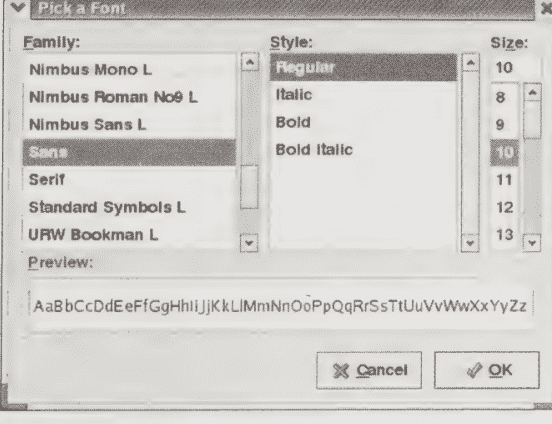 Pick a Font
Family:
Nimbus Mono L
Nimbus Roman No9 L
Nimbus Sans L
Sans
Serif
Standard Symbols L
URW Bookman L
Style:
Regular
Italic
Bold
Bold Italic
Size:
10
8
9
10
11
12
13
Preview:
AaBbCcDdEeFfGgHhIiJjKkLlMmNnOoPpQqRrSsTtUuVvWwXxYyZz
Cancel
OK